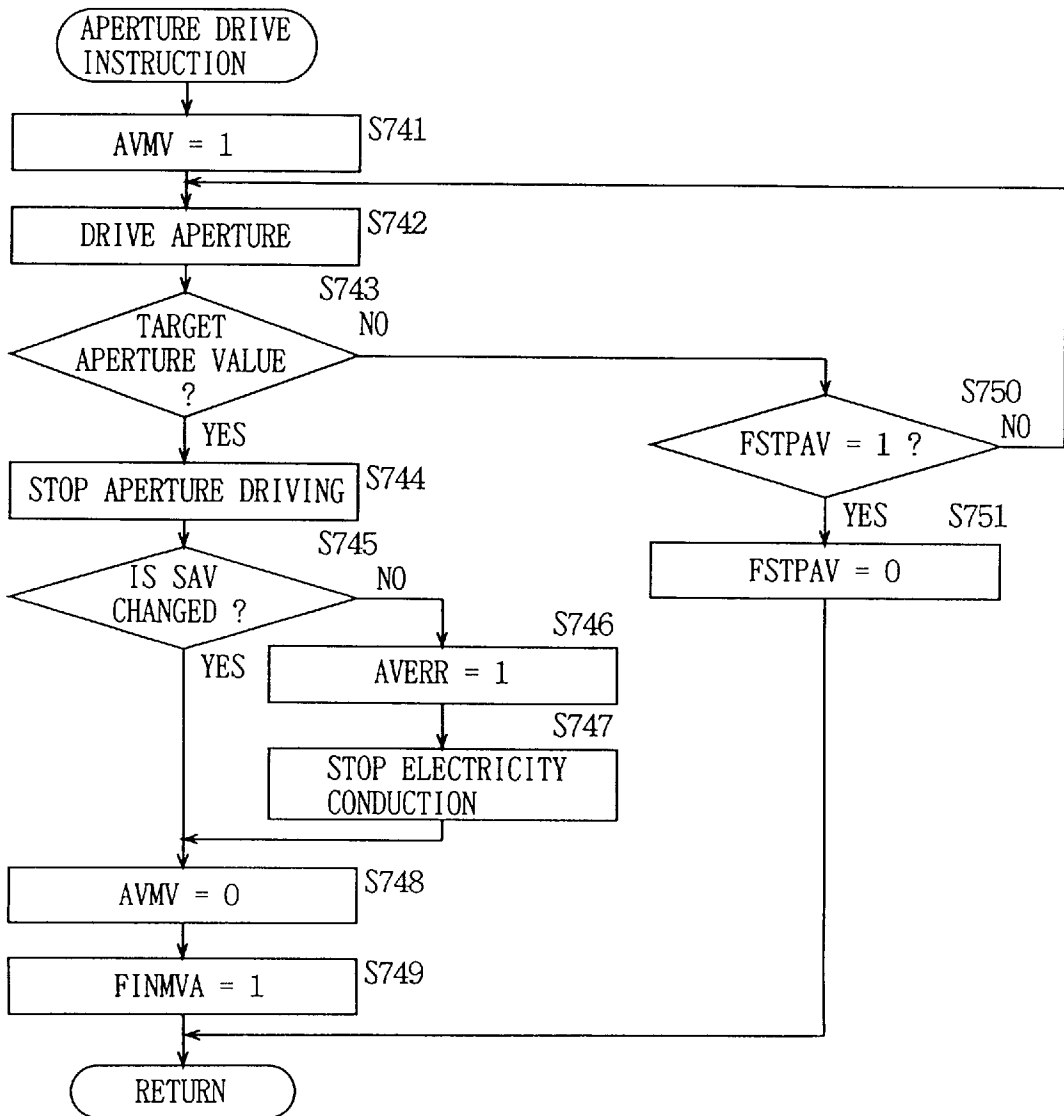 APERTURE DRIVE
INSTRUCTION
S741
AVMV = 1
S742
DRIVE APERTURE
S743
TARGET
APERTURE VALUE
?
NO
YES
S750
FSTPAV = 1 ?
NO
YES
S744
STOP APERTURE DRIVING
S751
FSTPAV = 0
S745
IS SAV
CHANGED ?
NO
YES
S746
AVERR = 1
S747
STOP ELECTRICITY
CONDUCTION
S748
AVMV = 0
S749
FINMVA = 1
RETURN